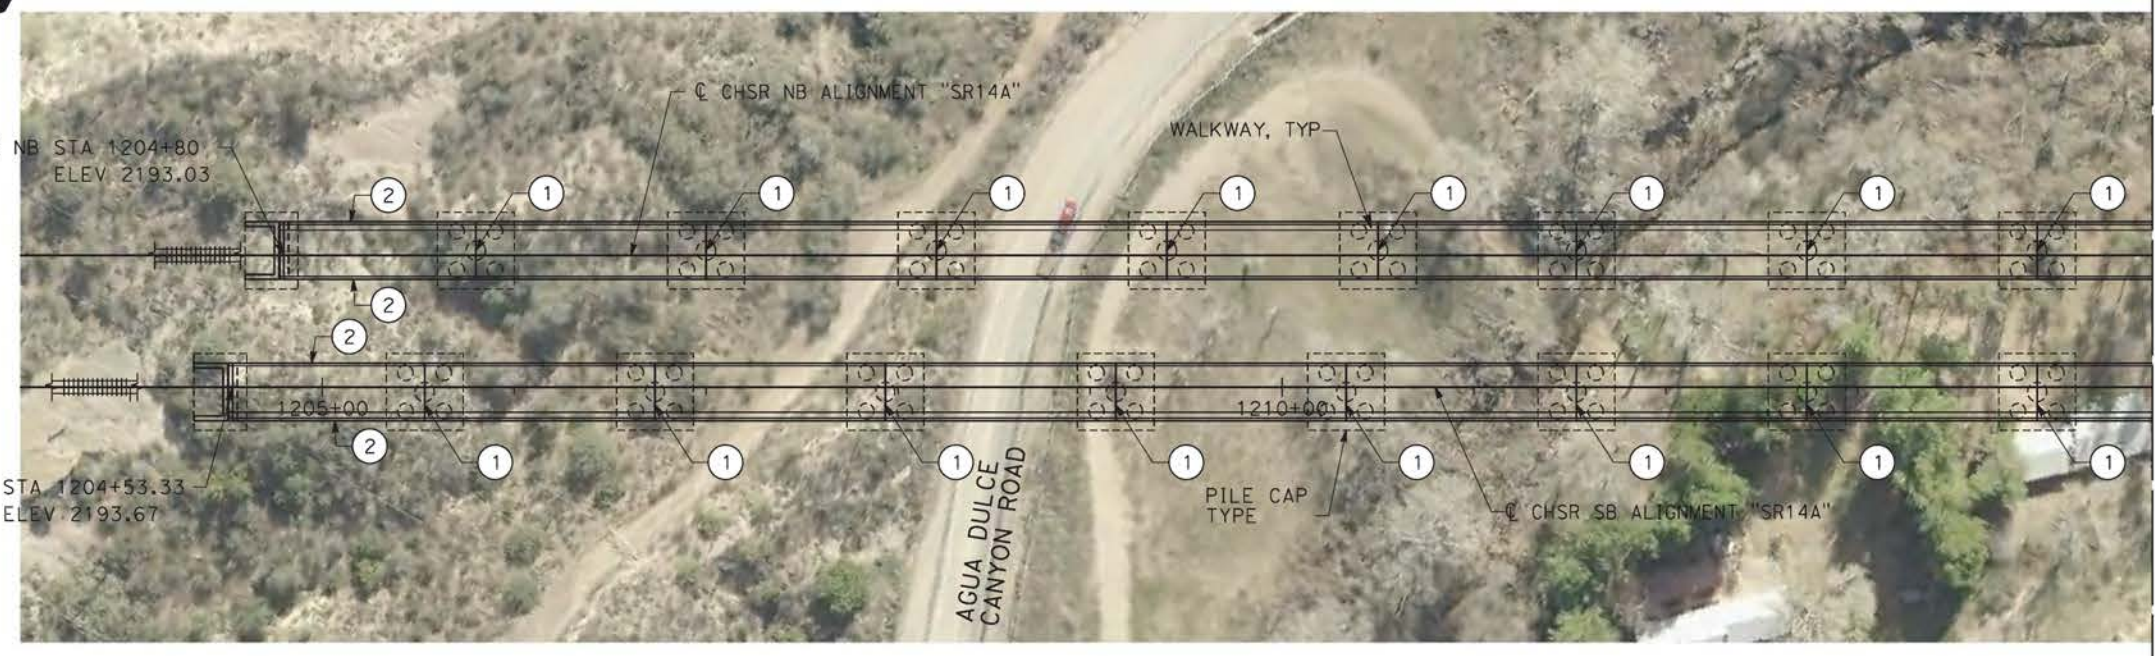 ℄ CHSR NB ALIGNMENT "SR14A"
WALKWAY, TYP
NB STA 1204+80
ELEV 2193.03
2
1
1
1
1
1
1
1
1
2
2
1205+00
1210+00
2
1
1
1
1
1
1
1
1
STA 1204+53.33
ELEV 2193.67
AGUA DULCE
CANYON ROAD
PILE CAP
TYPE
℄ CHSR SB ALIGNMENT "SR14A"